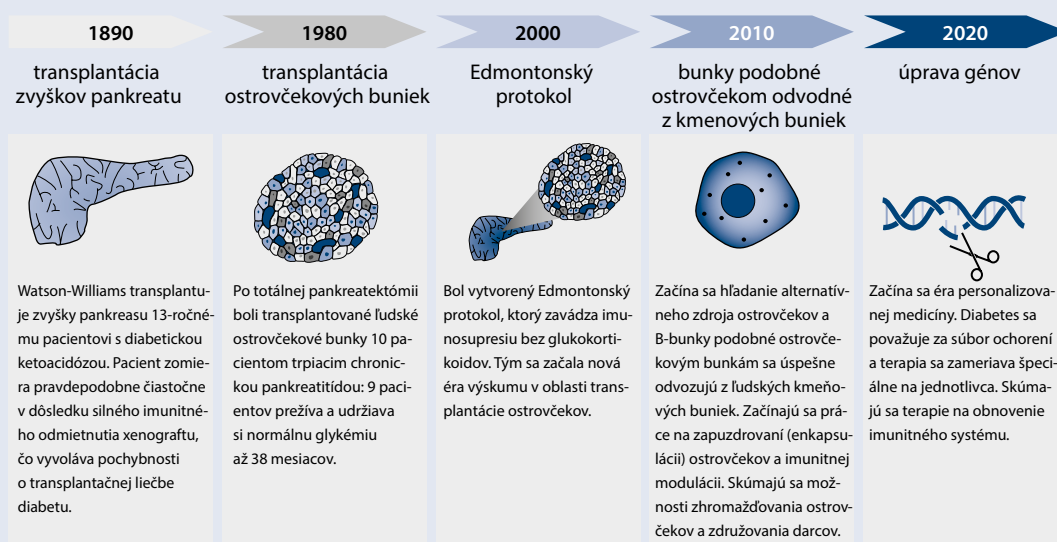 1890
transplantácia
zvyškov pankreatu
Watson-Williams transplantu-
je zvyšky pankreasu 13-ročné-
mu pacientovi s diabetickou
ketoacidózou. Pacient zomie-
ra pravdepodobne čiastočne
v dôsledku silného imunitné-
ho odmietnutia xenograftu,
čo vyvoláva pochybnosti
o transplantačnej liečbe
diabetu.
1980
transplantácia
ostrovčekových buniek
Po totálnej pankreatektómii
boli transplantované ľudské
ostrovčekové bunky 10 pa-
cientom trpiacim chronic-
kou pankreatitídou: 9 paci-
entov prežíva a udržiava
si normálnu glykémiu
až 38 mesiacov.
2000
Edmontonský
protokol
Bol vytvorený Edmontonský
protokol, ktorý zavádza imu-
nosupresiu bez glukokorti-
koidov. Tým sa začala nová
éra výskumu v oblasti trans-
plantácie ostrovčekov.
2010
bunky podobné
ostrovčekom odvodné
z kmenových buniek
Začína sa hľadanie alternatív-
neho zdroja ostrovčekov a
B-bunky podobné ostrovče-
kovým bunkám sa úspešne
odvozujú z ľudských kmeňo-
vých buniek. Začínajú sa prá-
ce na zapuzdrovaní (enkapsu-
lácii) ostrovčekov a imunitnej
modulácii. Skúmajú sa mož-
nosti zhromažďovania ostrov-
čekov a združovania darcov.
2020
úprava génov
Začína sa éra personalizova-
nej medicíny. Diabetes sa
považuje za súbor ochorení
a terapia sa zameriava špeci-
álne na jednotlivca. Skúma-
jú sa terapie na obnovenie
imunitného systému.